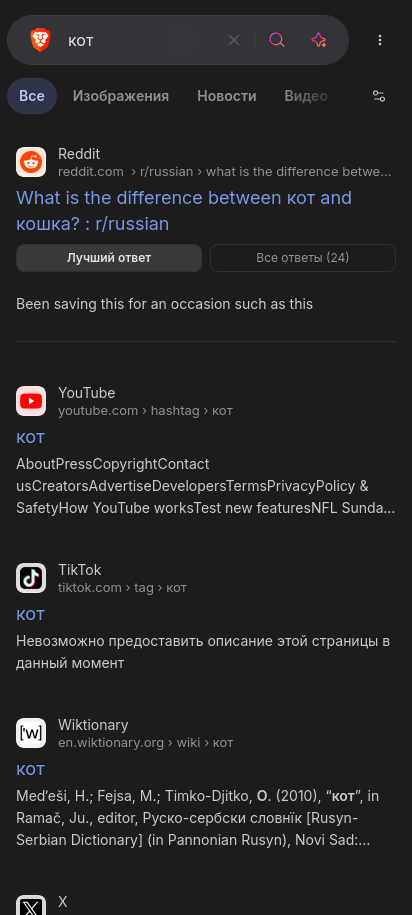 кот
Все Изображения Новости Видео
Reddit
reddit.com › r/russian › what is the difference betwe...
What is the difference between кот and
кошка? : r/russian
Лучший ответ Все ответы (24)
Been saving this for an occasion such as this
YouTube
youtube.com › hashtag › кот
кот
AboutPressCopyrightContact
usCreatorsAdvertiseDevelopersTermsPrivacyPolicy &
SafetyHow YouTube worksTest new featuresNFL Sunda...
TikTok
tiktok.com › tag › кот
кот
Невозможно предоставить описание этой страницы в
данный момент
['w]
Wiktionary
en.wiktionary.org › wiki › кот
кот
Med’eši, H.; Fejsa, M.; Timko-Djitko, O. (2010), “кот”, in
Ramač, Ju., editor, Руско-сербски словнїк [Rusyn-
Serbian Dictionary] (in Pannonian Rusyn), Novi Sad:...
X